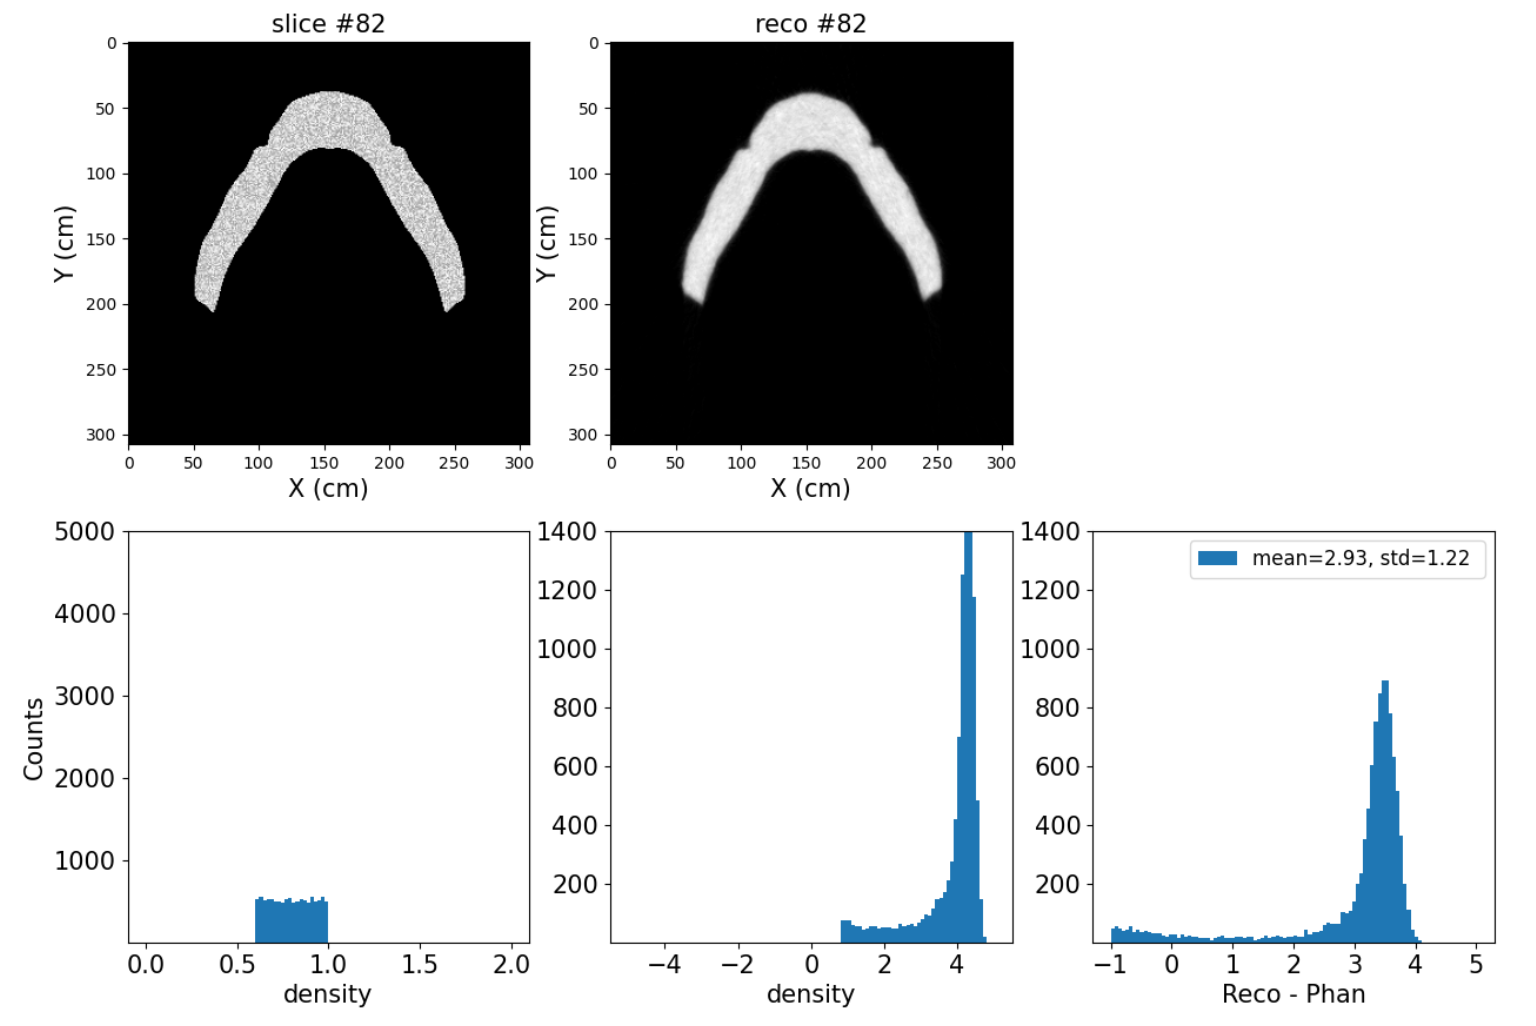 slice #82
reco #82
0
50
100
150
200
250
300
Y (cm)
0 50 100 150 200 250 300
X (cm)
0
50
100
150
200
250
300
Y (cm)
0 50 100 150 200 250 300
X (cm)
5000
4000
3000
2000
1000
Counts
0.0 0.5 1.0 1.5 2.0
density
1400
1200
1000
800
600
400
200
−4 −2 0 2 4
density
1400
1200
1000
800
600
400
200
mean=2.93, std=1.22
−1 0 1 2 3 4 5
Reco - Phan